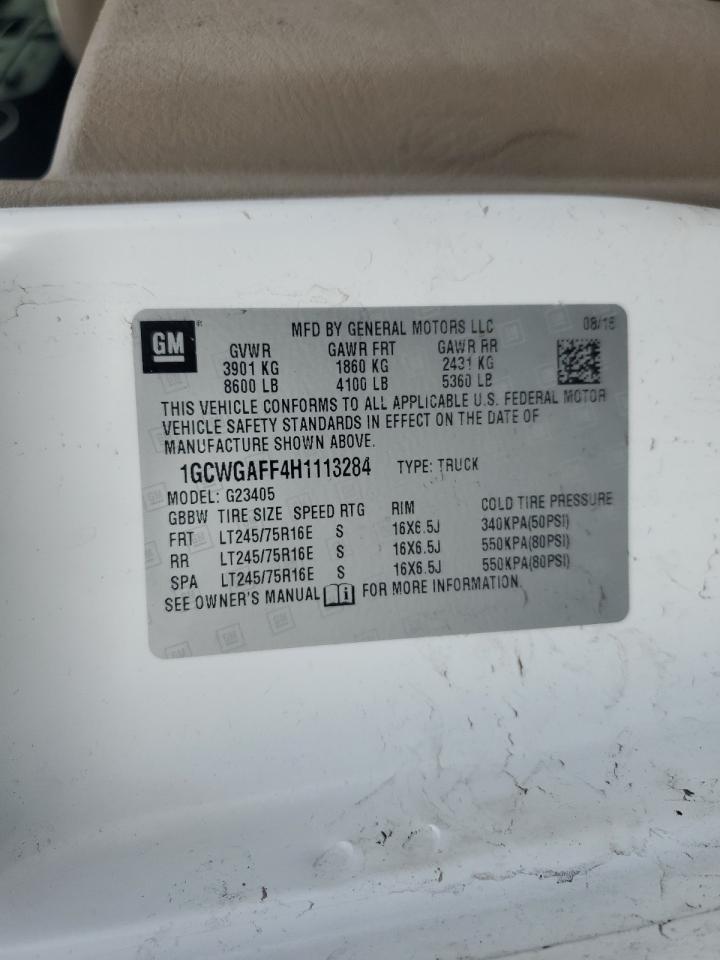 GM
MFD BY GENERAL MOTORS LLC
GVWR GAWR FRT GAWR RR
3901 KG 1860 KG 2431 KG
8600 LB 4100 LB 5360 LB
THIS VEHICLE CONFORMS TO ALL APPLICABLE U.S. FEDERAL MOTOR
VEHICLE SAFETY STANDARDS IN EFFECT ON THE DATE OF
MANUFACTURE SHOWN ABOVE.
1GCWGAFF4H1113284 TYPE: TRUCK
MODEL: G23405
GBBW TIRE SIZE SPEED RTG RIM COLD TIRE PRESSURE
FRT LT245/75R16E S 16X6.5J 340KPA(50PSI)
RR LT245/75R16E S 16X6.5J 550KPA(80PSI)
SPA LT245/75R16E S 16X6.5J 550KPA(80PSI)
SEE OWNER'S MANUAL i FOR MORE INFORMATION.